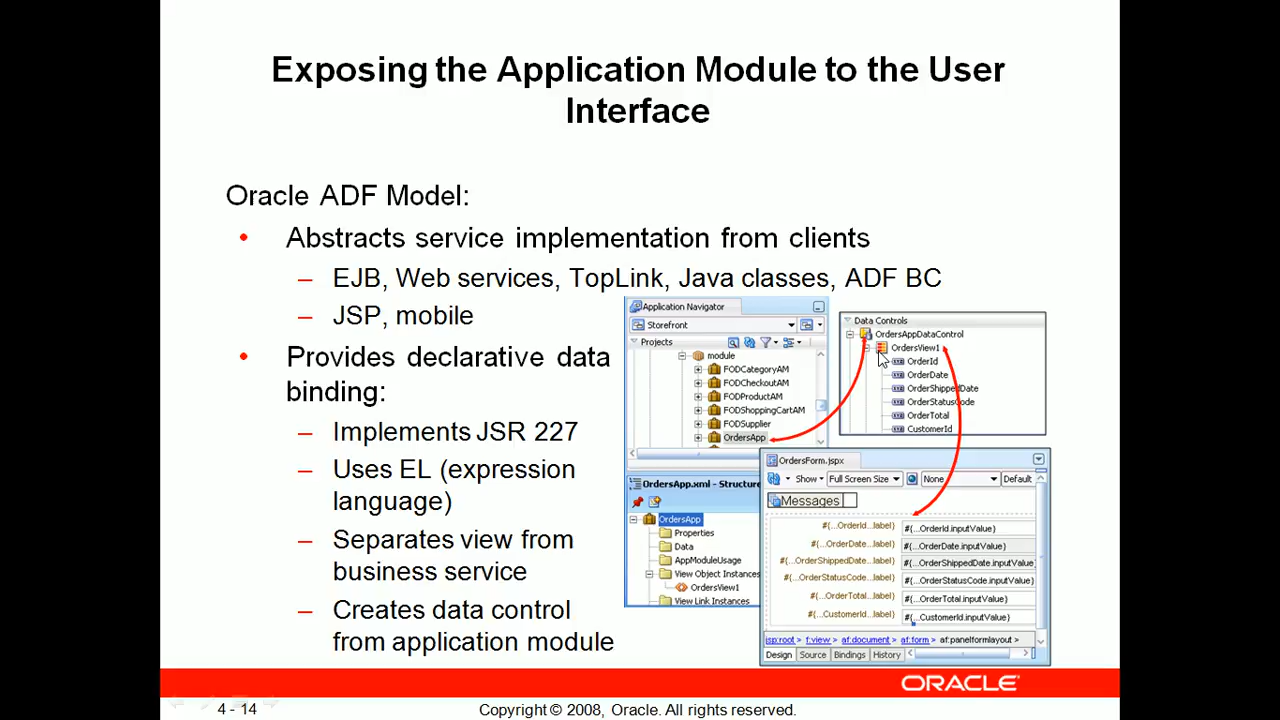 Exposing the Application Module to the User
Interface
Oracle ADF Model:
• Abstracts service implementation from clients
– EJB, Web services, TopLink, Java classes, ADF BC
– JSP, mobile
• Provides declarative data
binding:
– Implements JSR 227
– Uses EL (expression
language)
– Separates view from
business service
– Creates data control
from application module
Application Navigator
Storefront
Projects
module
FODCategoryAM
FODCheckoutAM
FODProductAM
FODShoppingCartAM
FODSupplier
OrdersApp
OrdersApp.xml - Structure
OrdersApp
Properties
Data
AppModuleUsage
View Object Instances
OrdersView1
View Link Instances
Data Controls
OrdersAppDataControl
OrdersView1
OrderId
OrderDate
OrderShippedDate
OrderStatusCode
OrderTotal
CustomerId
OrdersForm.jspx
Show Full Screen Size None Default
Messages
#{...OrderId...label} #{...OrderId.inputValue}
#{...OrderDate...label} #{...OrderDate.inputValue}
#{...OrderShippedDate...label} #{...OrderShippedDate.inputValue
#{...OrderStatusCode...label} #{...OrderStatusCode.inputValue}
#{...OrderTotal...label} #{...OrderTotal.inputValue}
#{...CustomerId...label} #{...CustomerId.inputValue}
jsp:root > f:view > af:document > af:form > af:panelformlayout >
Design Source Bindings History
ORACLE
4 - 14
Copyright © 2008, Oracle. All rights reserved.